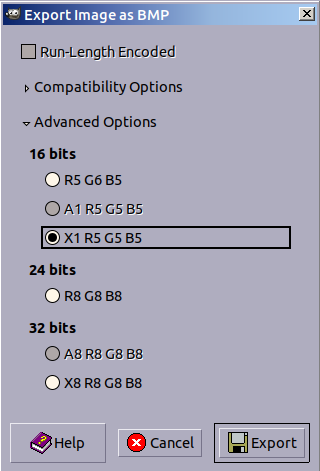 Export Image as BMP
Run-Length Encoded
Compatibility Options
Advanced Options
16 bits
R5 G6 B5
A1 R5 G5 B5
X1 R5 G5 B5
24 bits
R8 G8 B8
32 bits
A8 R8 G8 B8
X8 R8 G8 B8
Help Cancel Export